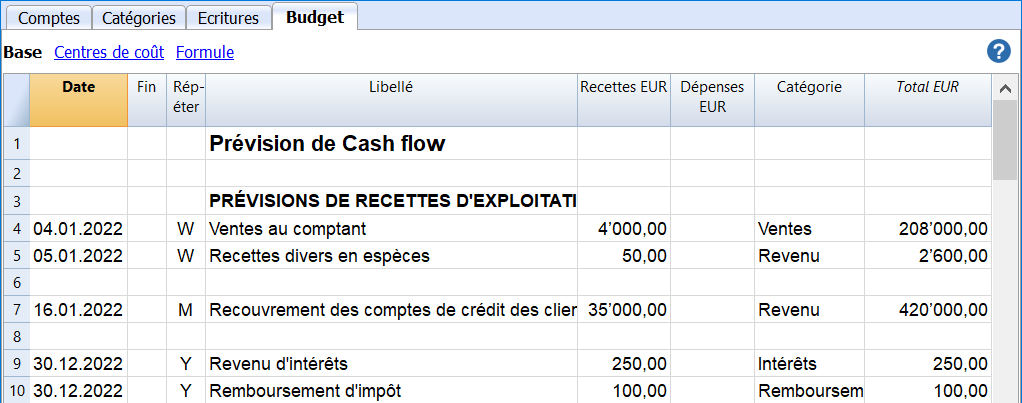 Comptes Catégories Ecritures Budget
Base Centres de coût Formule ?
Date Fin Rép- Libellé Recettes EUR Dépenses Catégorie Total EUR
éter EUR
1 Prévision de Cash flow
2
3 PRÉVISIONS DE RECETTES D'EXPLOITATI
4 04.01.2022 W Ventes au comptant 4’000,00 Ventes 208’000,00
5 05.01.2022 W Recettes divers en espèces 50,00 Revenu 2’600,00
6
7 16.01.2022 M Recouvrement des comptes de crédit des clier 35’000,00 Revenu 420’000,00
8
9 30.12.2022 Y Revenu d'intérêts 250,00 Intérêts 250,00
10 30.12.2022 Y Remboursement d'impôt 100,00 Remboursem 100,00